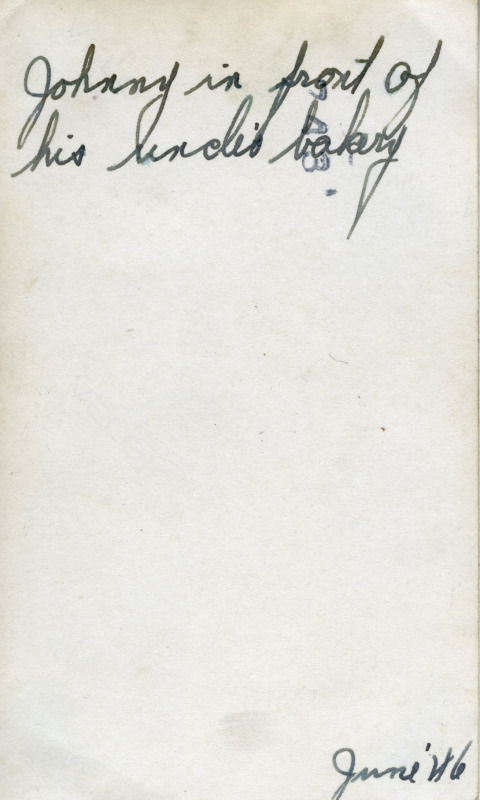 Johnny in front of
his uncle's bakery
June '46